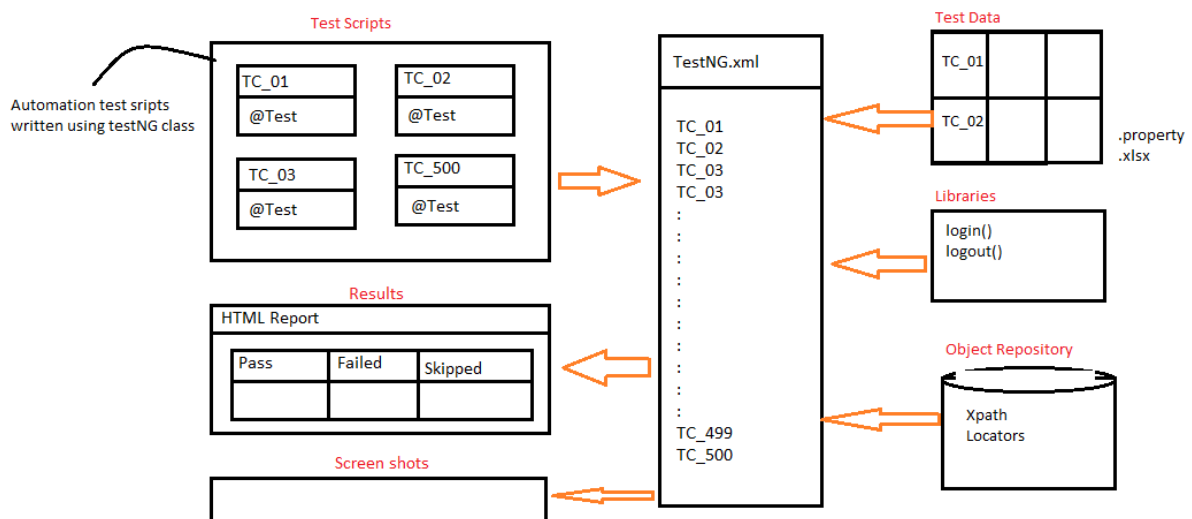 Test Scripts
Automation test sripts
written using testNG class
TC_01
@Test
TC_02
@Test
TC_03
@Test
TC_500
@Test
Results
HTML Report
Pass
Failed
Skipped
Screen shots
TestNG.xml
TC_01
TC_02
TC_03
TC_03
:
:
:
:
:
:
:
:
:
:
TC_499
TC_500
Test Data
TC_01
TC_02
.property
.xlsx
Libraries
login()
logout()
Object Repository
Xpath
Locators